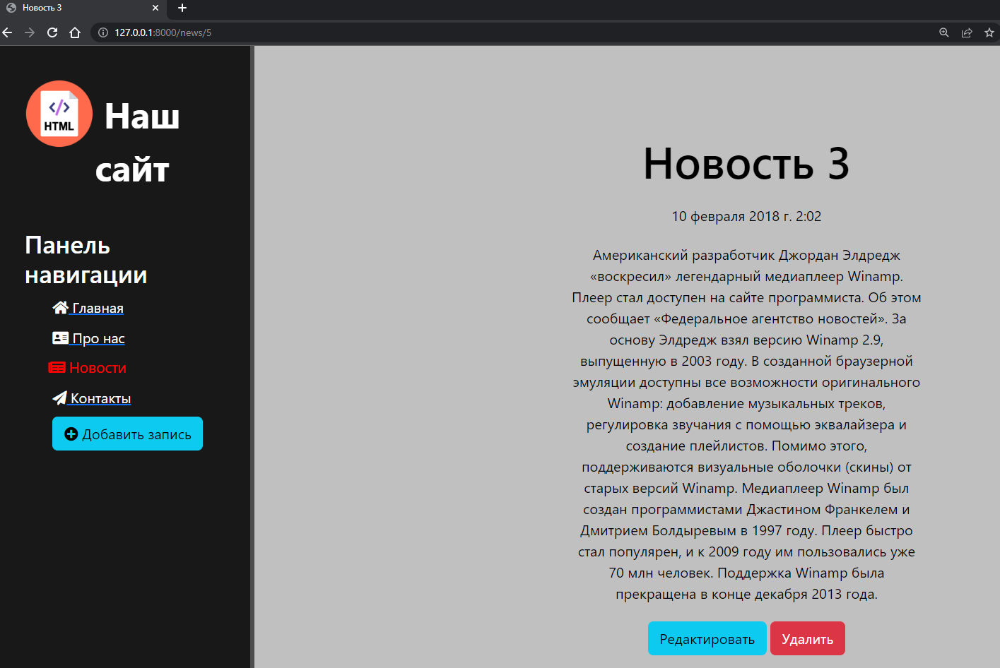 Новость 3
127.0.0.1:8000/news/5
</>
HTML
Наш
сайт
Панель
навигации
Главная
Про нас
Новости
Контакты
Добавить запись
Новость 3
10 февраля 2018 г. 2:02
Американский разработчик Джордан Элдредж
«воскресил» легендарный медиаплеер Winamp.
Плеер стал доступен на сайте программиста. Об этом
сообщает «Федеральное агентство новостей». За
основу Элдредж взял версию Winamp 2.9,
выпущенную в 2003 году. В созданной браузерной
эмуляции доступны все возможности оригинального
Winamp: добавление музыкальных треков,
регулировка звучания с помощью эквалайзера и
создание плейлистов. Помимо этого,
поддерживаются визуальные оболочки (скины) от
старых версий Winamp. Медиаплеер Winamp был
создан программистами Джастином Франкелем и
Дмитрием Болдыревым в 1997 году. Плеер быстро
стал популярен, и к 2009 году им пользовались уже
70 млн человек. Поддержка Winamp была
прекращена в конце декабря 2013 года.
Редактировать
Удалить